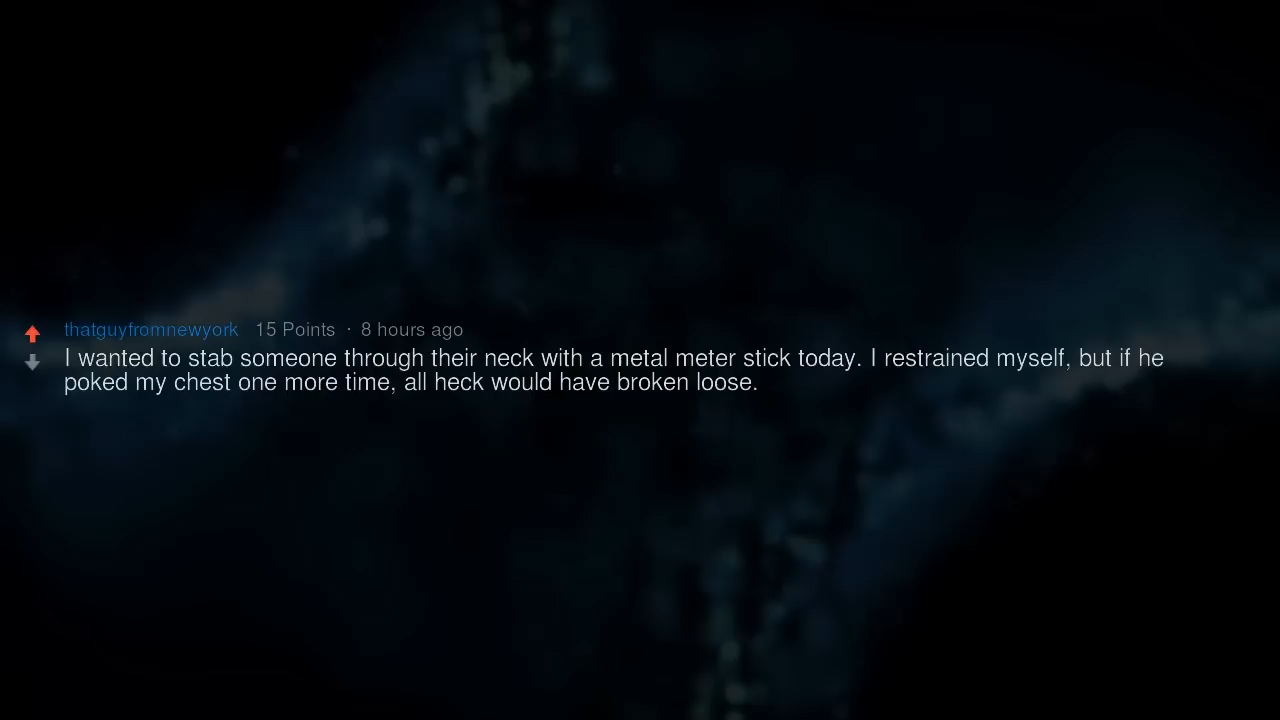 thatguyfromnewyork 15 Points · 8 hours ago
I wanted to stab someone through their neck with a metal meter stick today. I restrained myself, but if he
poked my chest one more time, all heck would have broken loose.